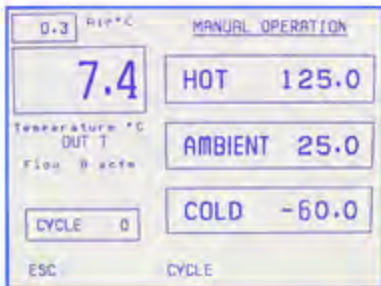 0.3 Air °C
7.4
Temperature °C
OUT T
Flow 0 acfm
CYCLE 0
ESC
MANUAL OPERATION
HOT 125.0
AMBIENT 25.0
COLD -60.0
CYCLE